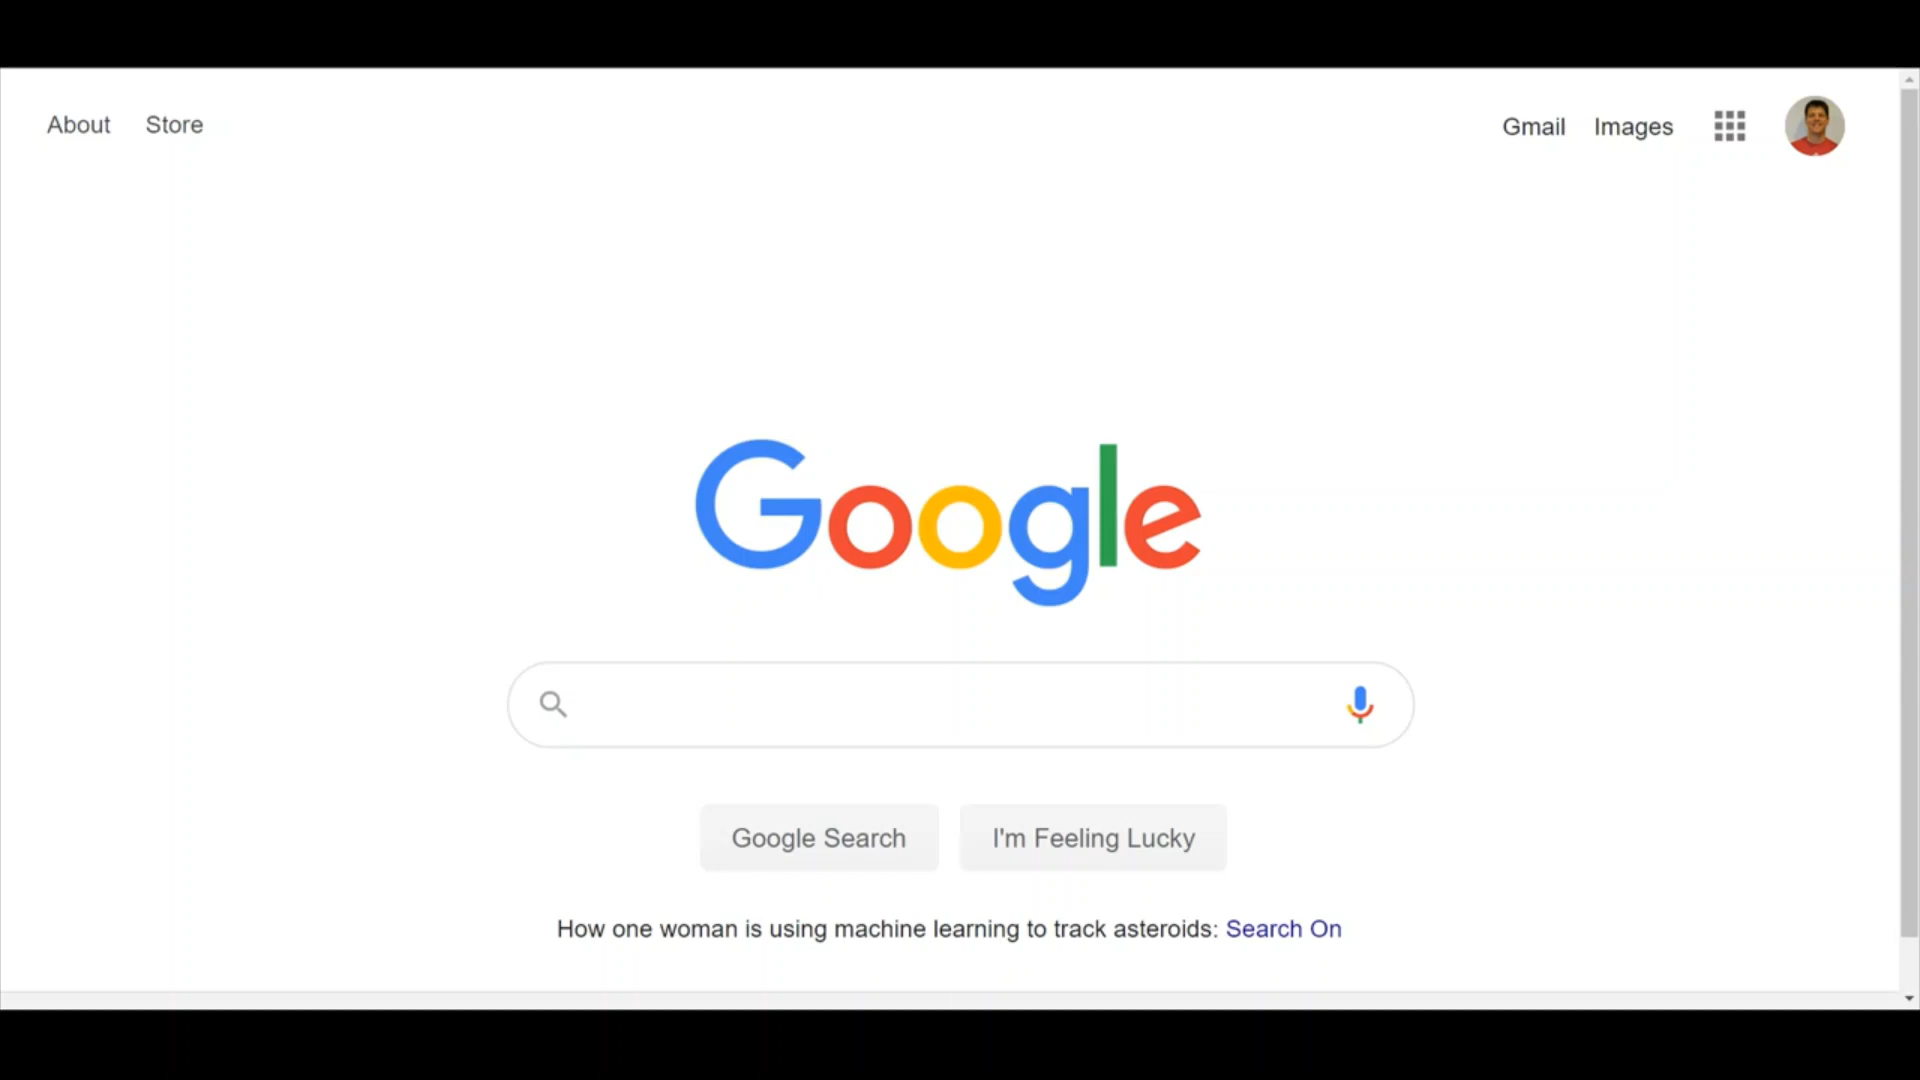 About Store
Gmail Images
Google
Google Search I'm Feeling Lucky
How one woman is using machine learning to track asteroids: Search On